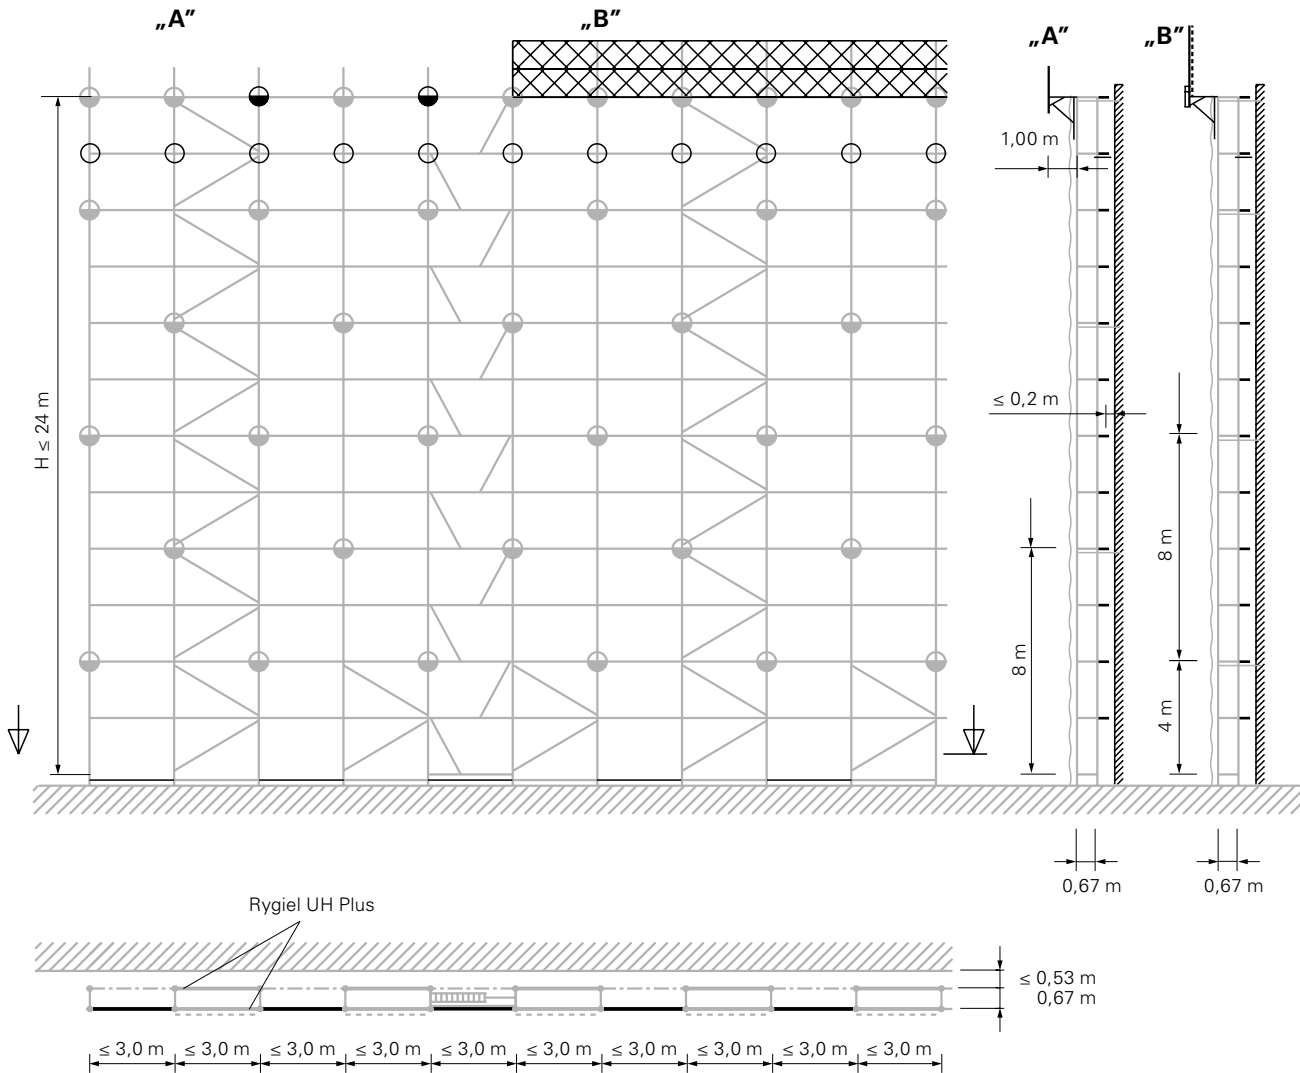 „A”
„B”
„A”
„B”
1,00 m
≤ 0,2 m
H ≤ 24 m
8 m
8 m
4 m
0,67 m
0,67 m
Rygiel UH Plus
≤ 0,53 m
0,67 m
≤ 3,0 m
≤ 3,0 m
≤ 3,0 m
≤ 3,0 m
≤ 3,0 m
≤ 3,0 m
≤ 3,0 m
≤ 3,0 m
≤ 3,0 m
≤ 3,0 m